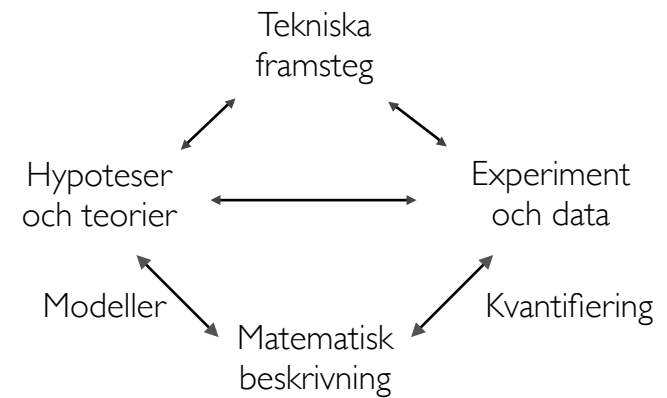 Tekniska
framsteg
Hypoteser
och teorier
Experiment
och data
Modeller
Kvantifiering
Matematisk
beskrivning